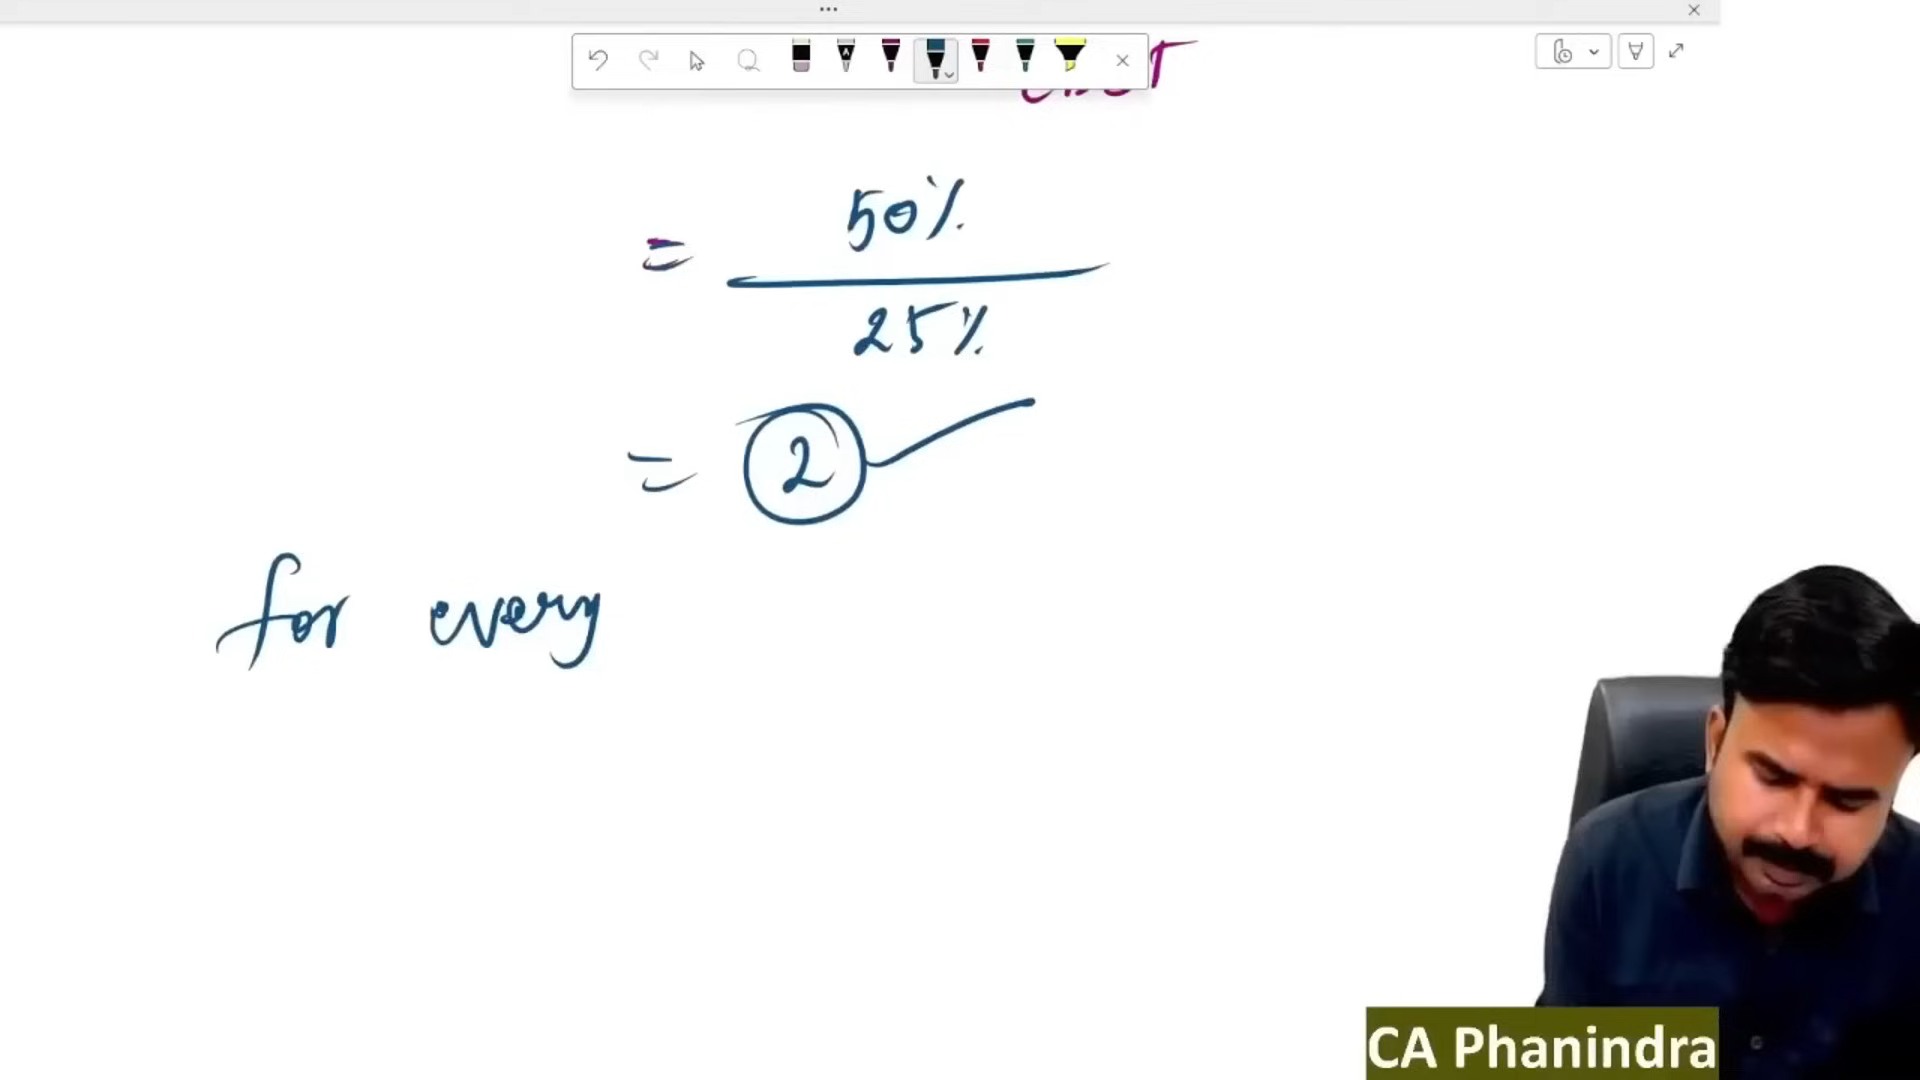 = 50%
25%
= 2
for every
CA Phanindra